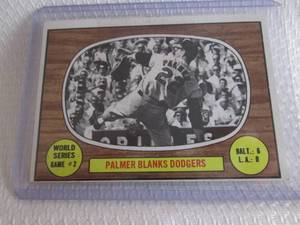 WORLD
SERIES
GAME #2
PALMER BLANKS DODGERS
BALT.: 6
L.A.: 0